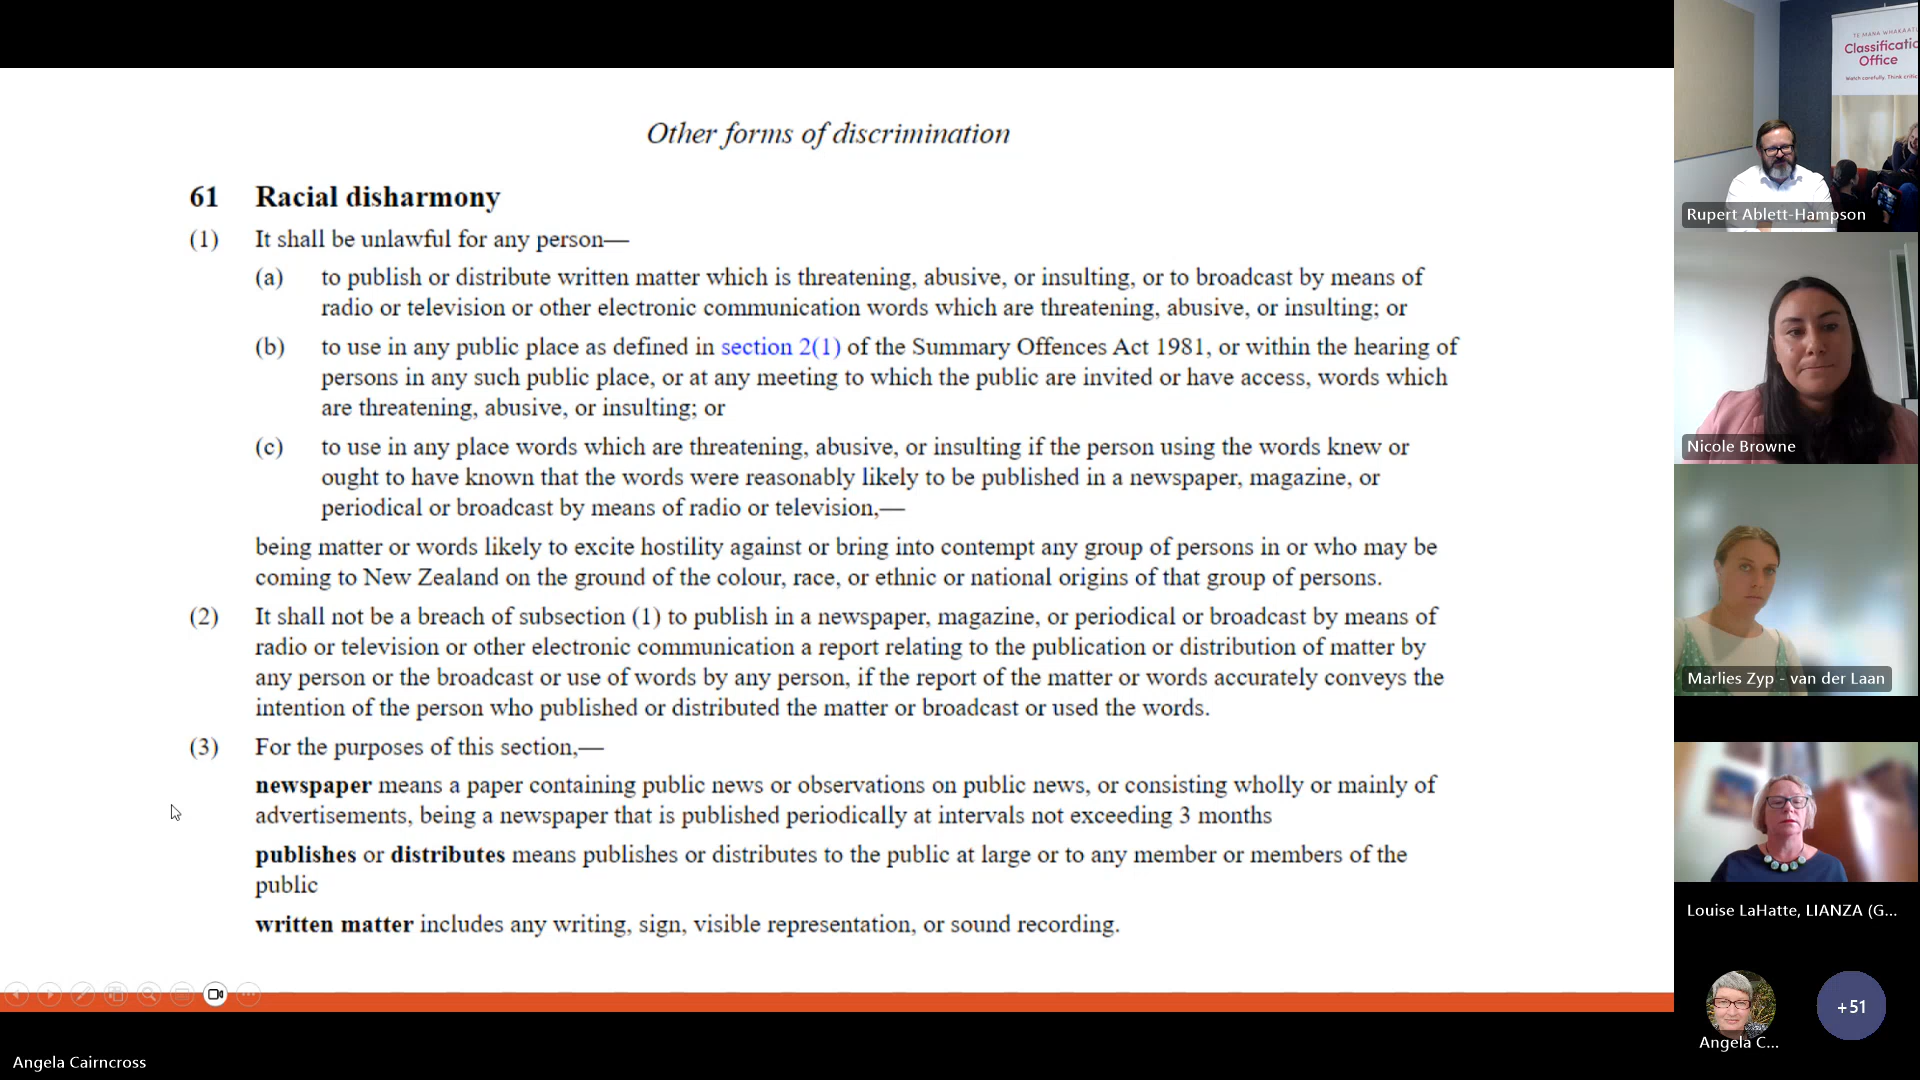 Other forms of discrimination
61 Racial disharmony
(1) It shall be unlawful for any person—
(a) to publish or distribute written matter which is threatening, abusive, or insulting, or to broadcast by means of
radio or television or other electronic communication words which are threatening, abusive, or insulting; or
(b) to use in any public place as defined in section 2(1) of the Summary Offences Act 1981, or within the hearing of
persons in any such public place, or at any meeting to which the public are invited or have access, words which
are threatening, abusive, or insulting; or
(c) to use in any place words which are threatening, abusive, or insulting if the person using the words knew or
ought to have known that the words were reasonably likely to be published in a newspaper, magazine, or
periodical or broadcast by means of radio or television,—
being matter or words likely to excite hostility against or bring into contempt any group of persons in or who may be
coming to New Zealand on the ground of the colour, race, or ethnic or national origins of that group of persons.
(2) It shall not be a breach of subsection (1) to publish in a newspaper, magazine, or periodical or broadcast by means of
radio or television or other electronic communication a report relating to the publication or distribution of matter by
any person or the broadcast or use of words by any person, if the report of the matter or words accurately conveys the
intention of the person who published or distributed the matter or broadcast or used the words.
(3) For the purposes of this section,—
newspaper means a paper containing public news or observations on public news, or consisting wholly or mainly of
advertisements, being a newspaper that is published periodically at intervals not exceeding 3 months
publishes or distributes means publishes or distributes to the public at large or to any member or members of the
public
written matter includes any writing, sign, visible representation, or sound recording.
Angela Cairncross
TE MANA WHAKAATU
Classificatio
Office
Watch carefully. Think critic
Rupert Ablett-Hampson
Nicole Browne
Marlies Zyp - van der Laan
Louise LaHatte, LIANZA (G...
Angela C...
+51